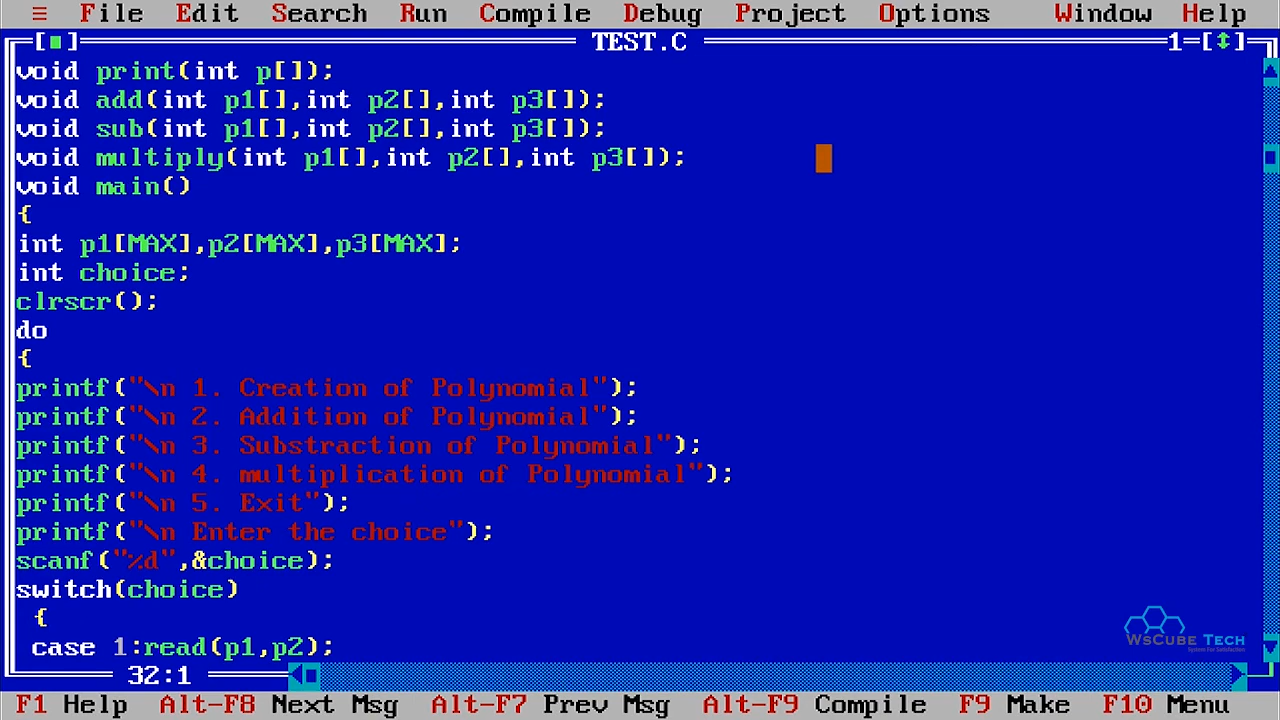 ≡ File Edit Search Run Compile Debug Project Options Window Help
[■] TEST.C 1=[↕]
void print(int p[]);
void add(int p1[],int p2[],int p3[]);
void sub(int p1[],int p2[],int p3[]);
void multiply(int p1[],int p2[],int p3[]);
void main()
{
int p1[MAX],p2[MAX],p3[MAX];
int choice;
clrscr();
do
{
printf("\n 1. Creation of Polynomial");
printf("\n 2. Addition of Polynomial");
printf("\n 3. Substraction of Polynomial");
printf("\n 4. multiplication of Polynomial");
printf("\n 5. Exit");
printf("\n Enter the choice");
scanf("%d",&choice);
switch(choice)
{
case 1:read(p1,p2);
WsCube Tech
System For Satisfaction
32:1
F1 Help Alt-F8 Next Msg Alt-F7 Prev Msg Alt-F9 Compile F9 Make F10 Menu